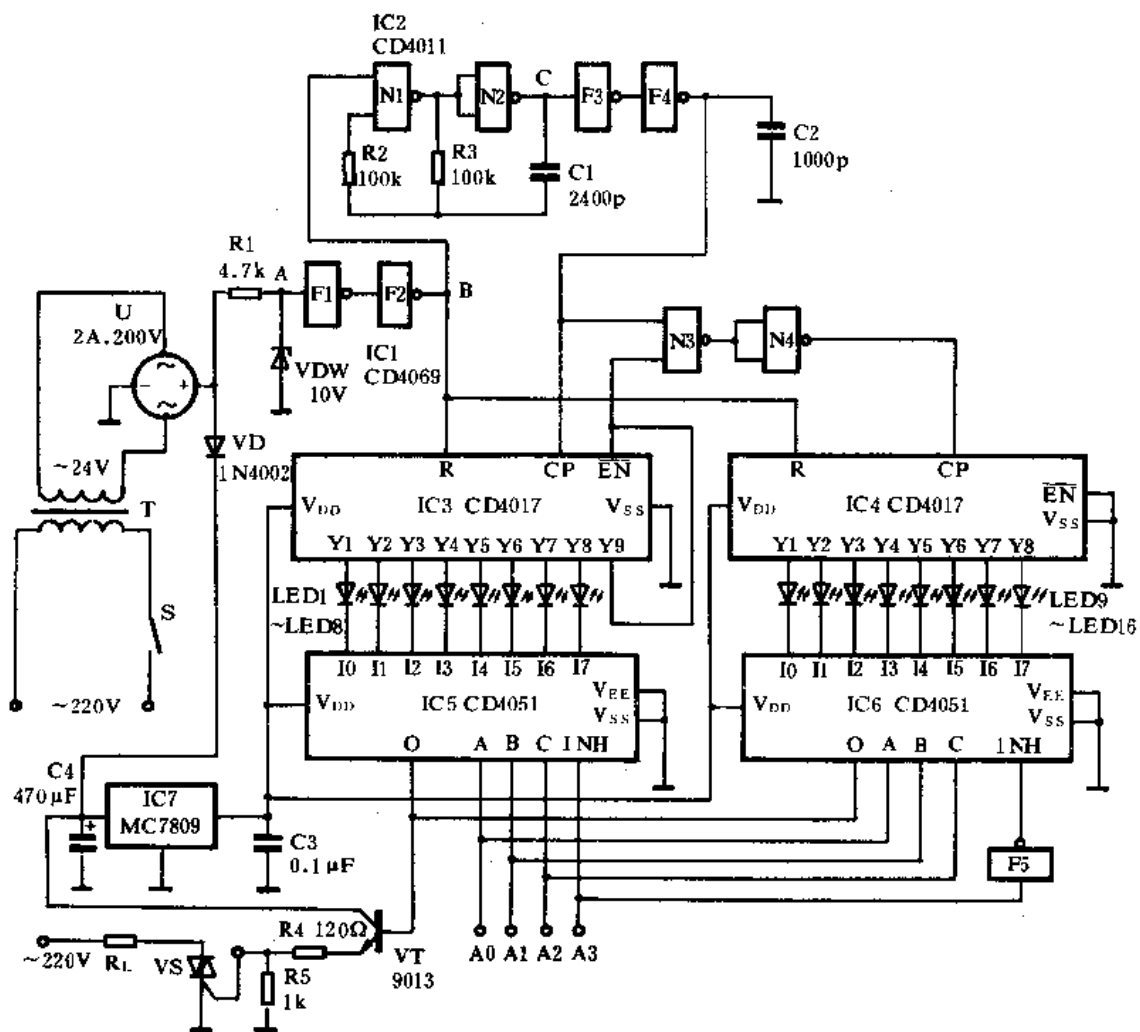 IC2
CD4011
N1
N2
C
F3
F4
C2
1000p
R2
100k
R3
100k
C1
2400p
R1
4.7k
A
F1
F2
B
U
2A.200V
~
~
-
+
VDW
10V
IC1
CD4069
N3
N4
VD
1N4002
~24V
T
S
~220V
R
CP
EN
IC3 CD4017
VDD
VSS
Y1 Y2 Y3 Y4 Y5 Y6 Y7 Y8 Y9
R
CP
EN
IC4 CD4017
VDD
VSS
Y1 Y2 Y3 Y4 Y5 Y6 Y7 Y8
LED1
~LED8
LED9
~LED16
I0 I1 I2 I3 I4 I5 I6 I7
VDD
IC5 CD4051
VEE
VSS
O A B C INH
I0 I1 I2 I3 I4 I5 I6 I7
VDD
IC6 CD4051
VEE
VSS
O A B C INH
C4
470μF
+
IC7
MC7809
C3
0.1μF
F5
R4 120Ω
VT
9013
A0 A1 A2 A3
~220V
RL
VS
R5
1k